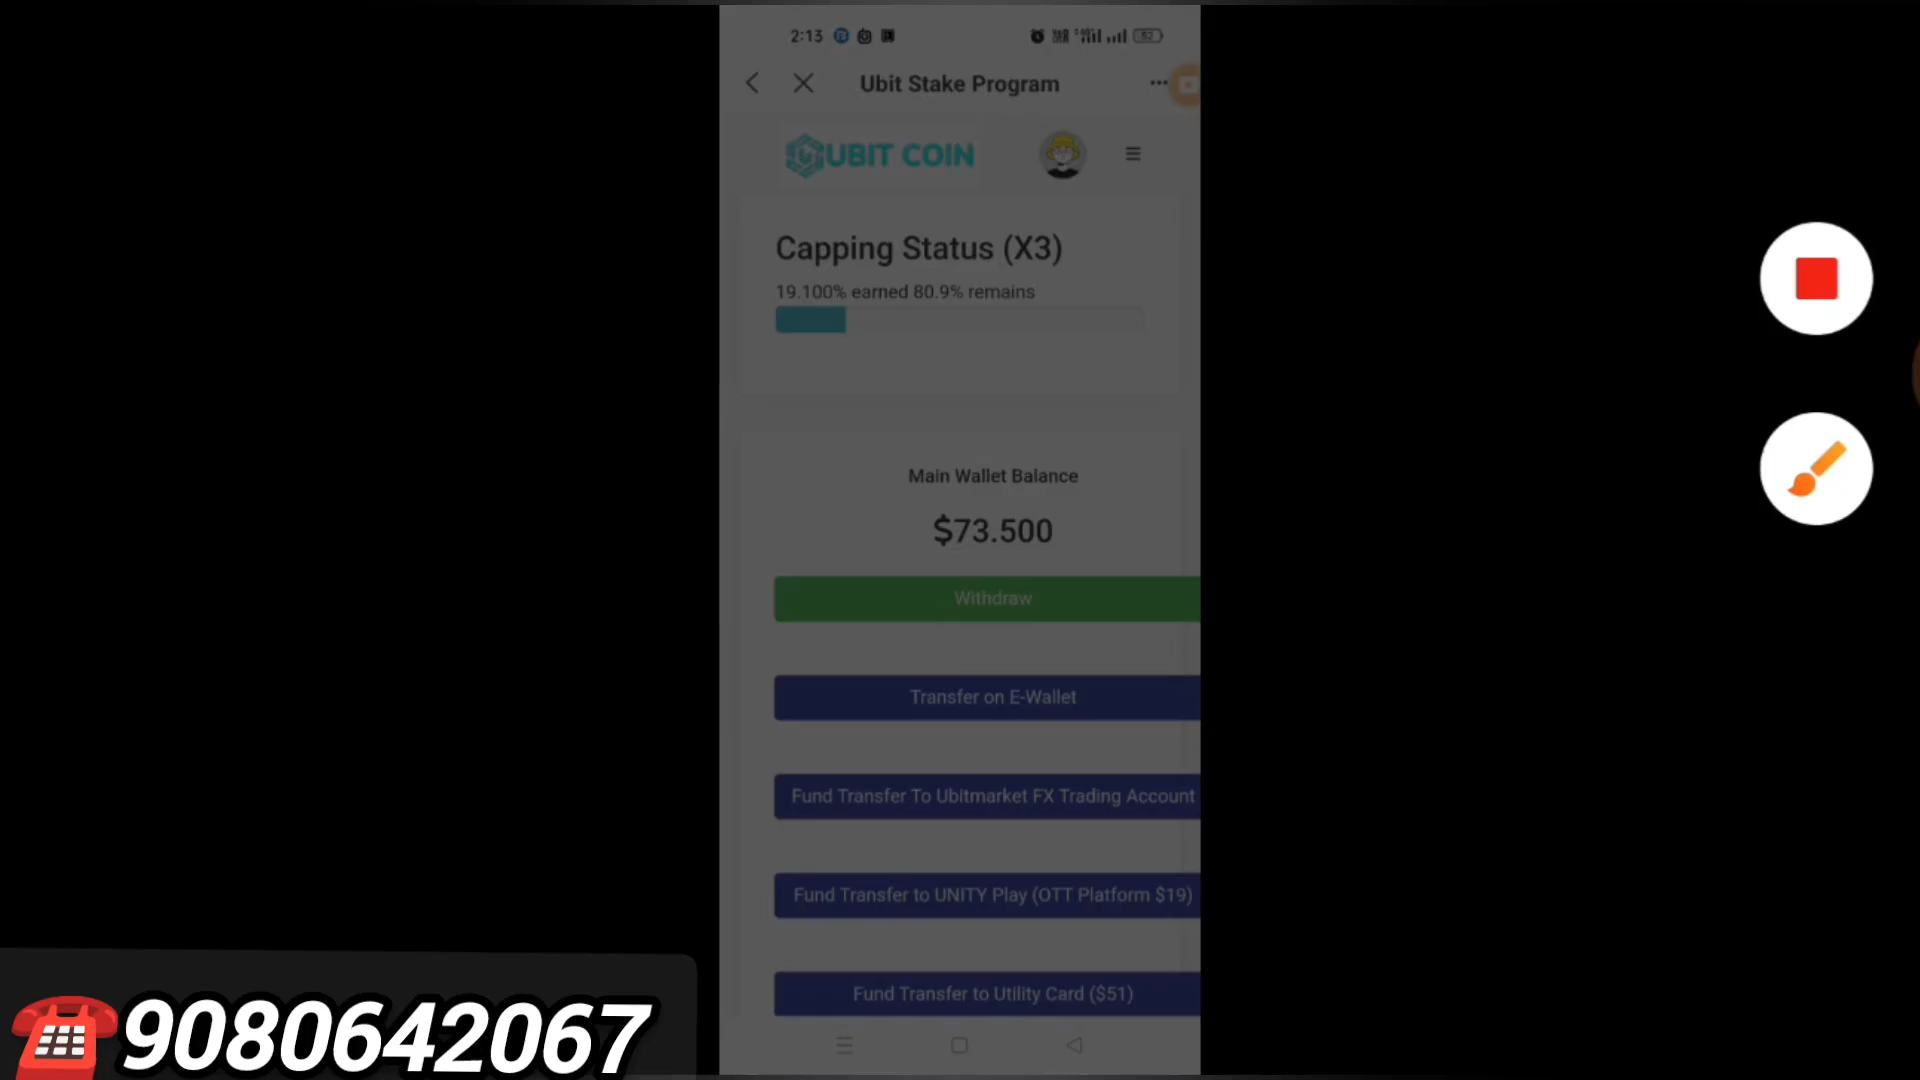 2:13
52
Ubit Stake Program
UBIT COIN
Capping Status (X3)
19.100% earned 80.9% remains
Main Wallet Balance
$73.500
Withdraw
Transfer on E-Wallet
Fund Transfer To Ubitmarket FX Trading Account
Fund Transfer to UNITY Play (OTT Platform $19)
Fund Transfer to Utility Card ($51)
9080642067